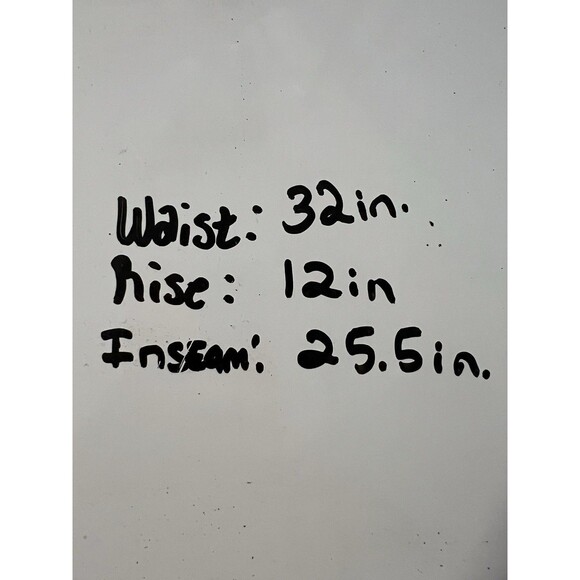 Waist: 32in.
Rise: 12in
Inseam: 25.5in.